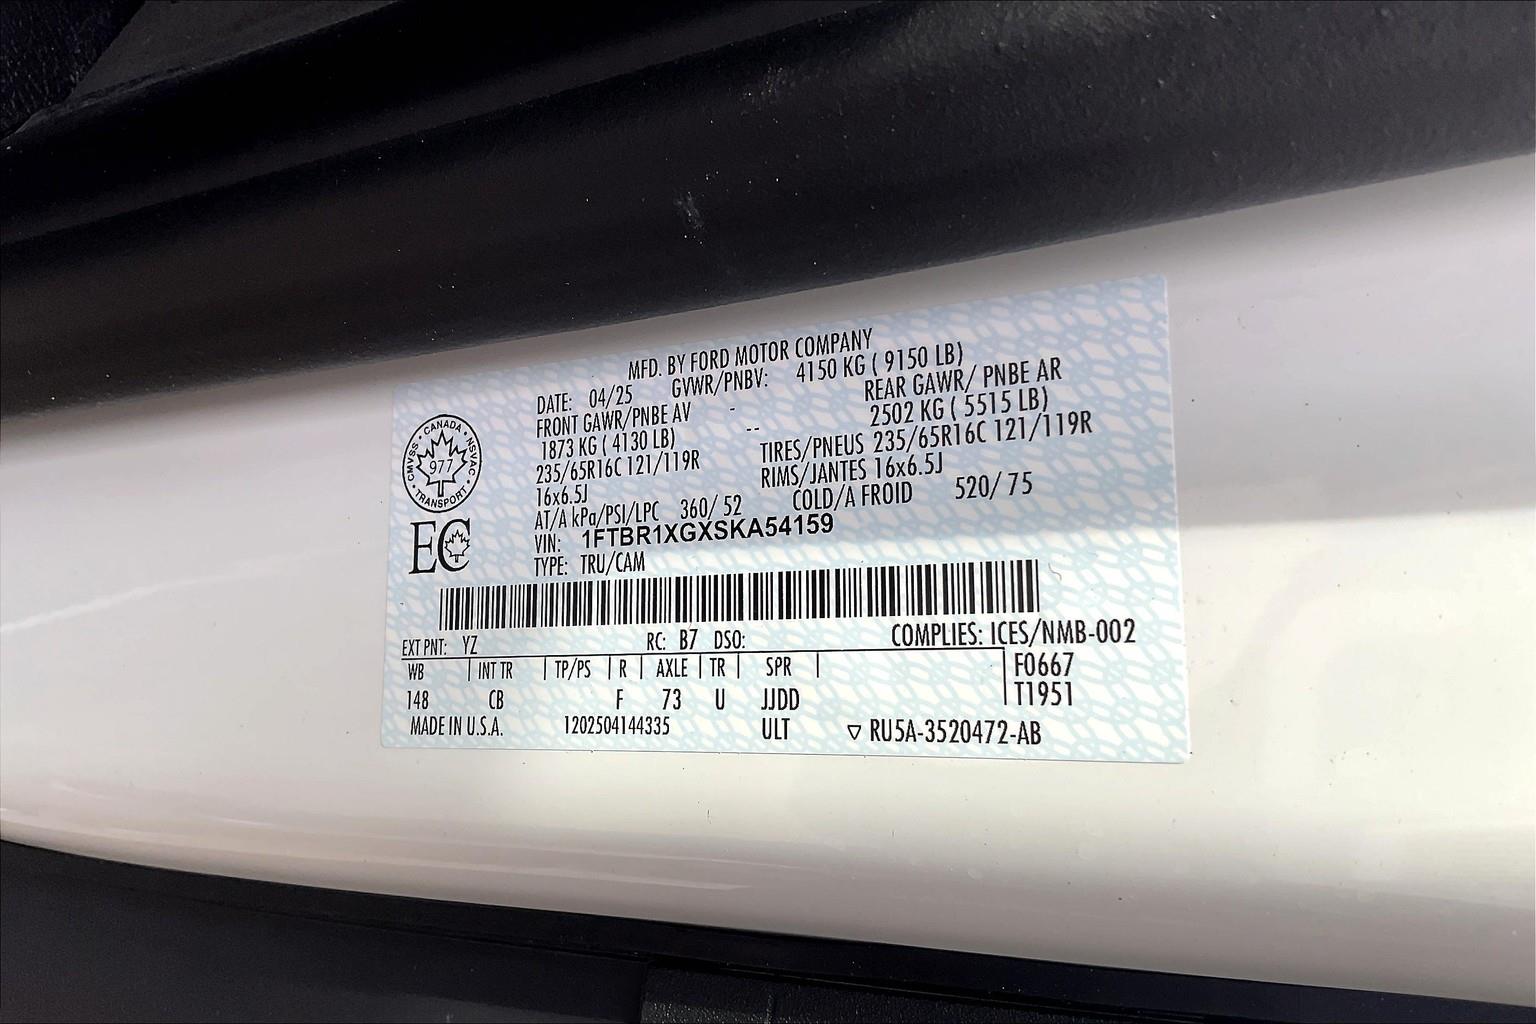 MFD. BY FORD MOTOR COMPANY
DATE: 04/25 GVWR/PNBV: 4150 KG ( 9150 LB)
FRONT GAWR/PNBE AV - REAR GAWR/ PNBE AR
1873 KG ( 4130 LB) -- 2502 KG ( 5515 LB)
235/65R16C 121/119R TIRES/PNEUS 235/65R16C 121/119R
16x6.5J RIMS/JANTES 16x6.5J
AT/A kPa/PSI/LPC 360/ 52 COLD/A FROID 520/ 75
VIN: 1FTBR1XGXSKA54159
TYPE: TRU/CAM
CANADA
CMVSS NSVAC
977
TRANSPORT
EC
EXT PNT: YZ RC: B7 DSO: COMPLIES: ICES/NMB-002
WB | INT TR | TP/PS | R | AXLE | TR | SPR | F0667
148 CB F 73 U JJDD T1951
MADE IN U.S.A. 1202504144335 ULT ▽ RU5A-3520472-AB